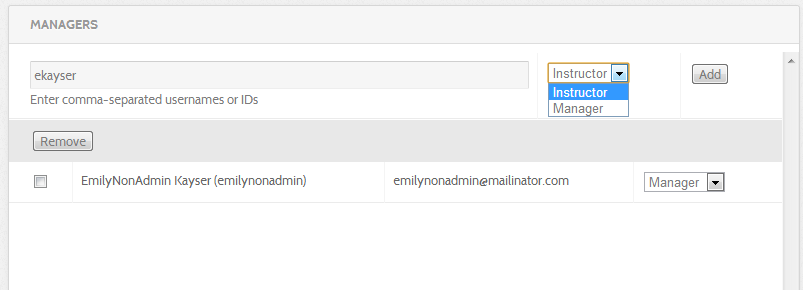 MANAGERS
ekayser
Instructor
Add
Enter comma-separated usernames or IDs
Instructor
Manager
Remove
EmilyNonAdmin Kayser (emilynonadmin) emilynonadmin@mailinator.com Manager